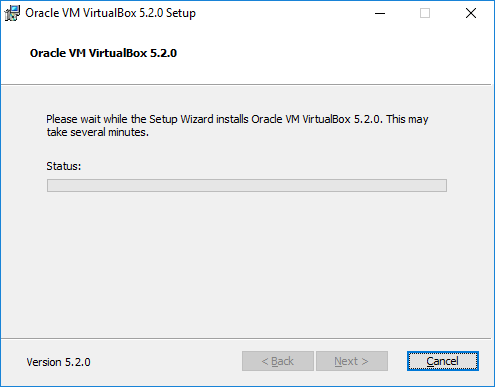 Oracle VM VirtualBox 5.2.0 Setup
Oracle VM VirtualBox 5.2.0
Please wait while the Setup Wizard installs Oracle VM VirtualBox 5.2.0. This may
take several minutes.
Status:
Version 5.2.0
< Back
Next >
Cancel